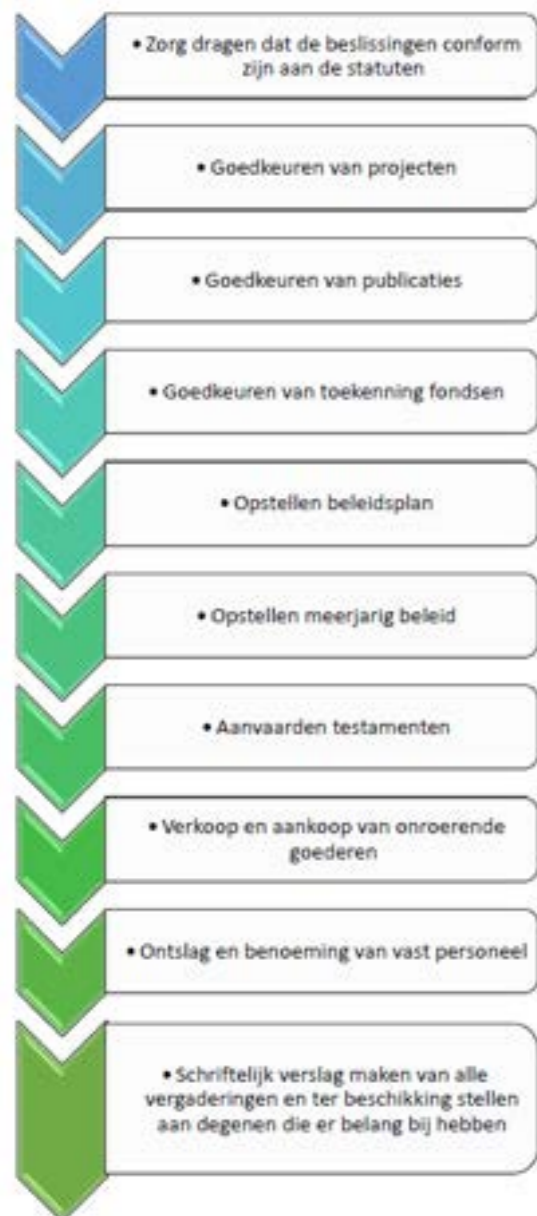 • Zorg dragen dat de beslissingen conform
zijn aan de statuten
• Goedkeuren van projecten
• Goedkeuren van publicaties
• Goedkeuren van toekenning fondsen
• Opstellen beleidsplan
• Opstellen meerjarig beleid
• Aanvaarden testamenten
• Verkoop en aankoop van onroerende
goederen
• Ontslag en benoeming van vast personeel
• Schriftelijk verslag maken van alle
vergaderingen en ter beschikking stellen
aan degenen die er belang bij hebben